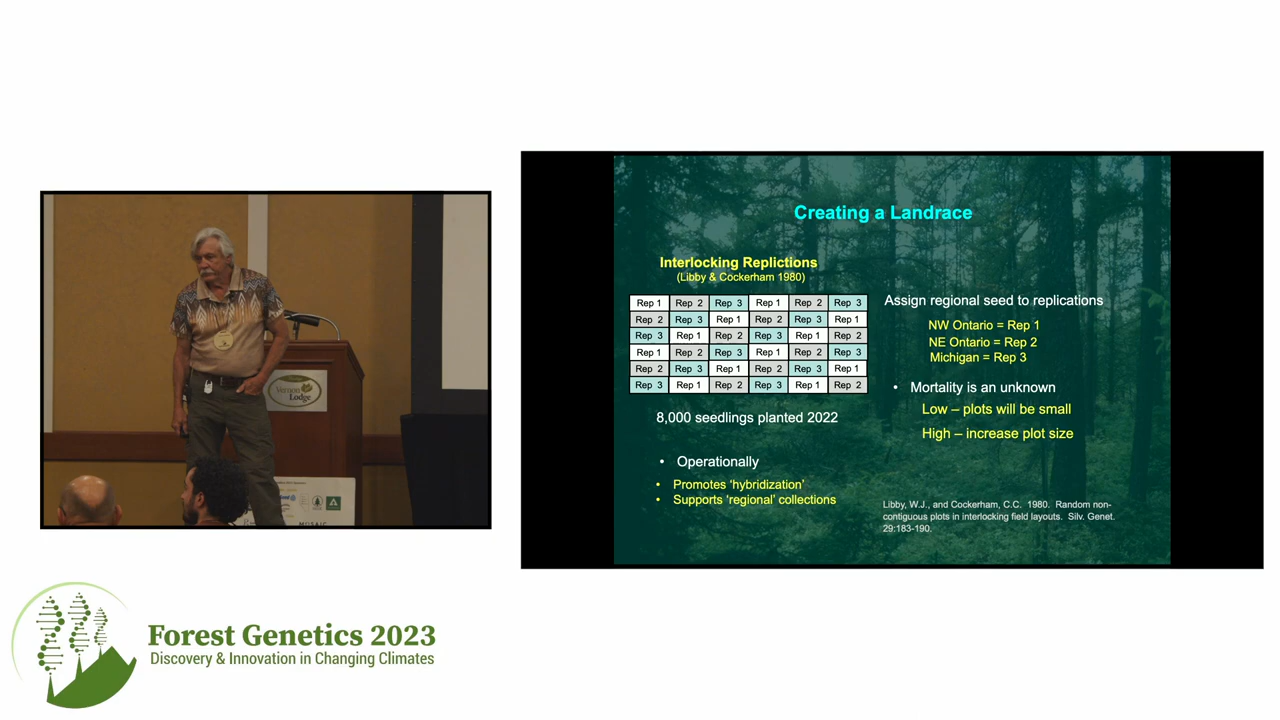 Creating a Landrace
Interlocking Replictions
(Libby & Cockerham 1980)
Rep 1 Rep 2 Rep 3 Rep 1 Rep 2 Rep 3
Rep 2 Rep 3 Rep 1 Rep 2 Rep 3 Rep 1
Rep 3 Rep 1 Rep 2 Rep 3 Rep 1 Rep 2
Rep 1 Rep 2 Rep 3 Rep 1 Rep 2 Rep 3
Rep 2 Rep 3 Rep 1 Rep 2 Rep 3 Rep 1
Rep 3 Rep 1 Rep 2 Rep 3 Rep 1 Rep 2
8,000 seedlings planted 2022
• Operationally
• Promotes ‘hybridization’
• Supports ‘regional’ collections
Assign regional seed to replications
NW Ontario = Rep 1
NE Ontario = Rep 2
Michigan = Rep 3
• Mortality is an unknown
Low – plots will be small
High – increase plot size
Libby, W.J., and Cockerham, C.C. 1980. Random non-
contiguous plots in interlocking field layouts. Silv. Genet.
29:183-190.
Vernon
Lodge
MOSAIC
Forest Genetics 2023
Discovery & Innovation in Changing Climates